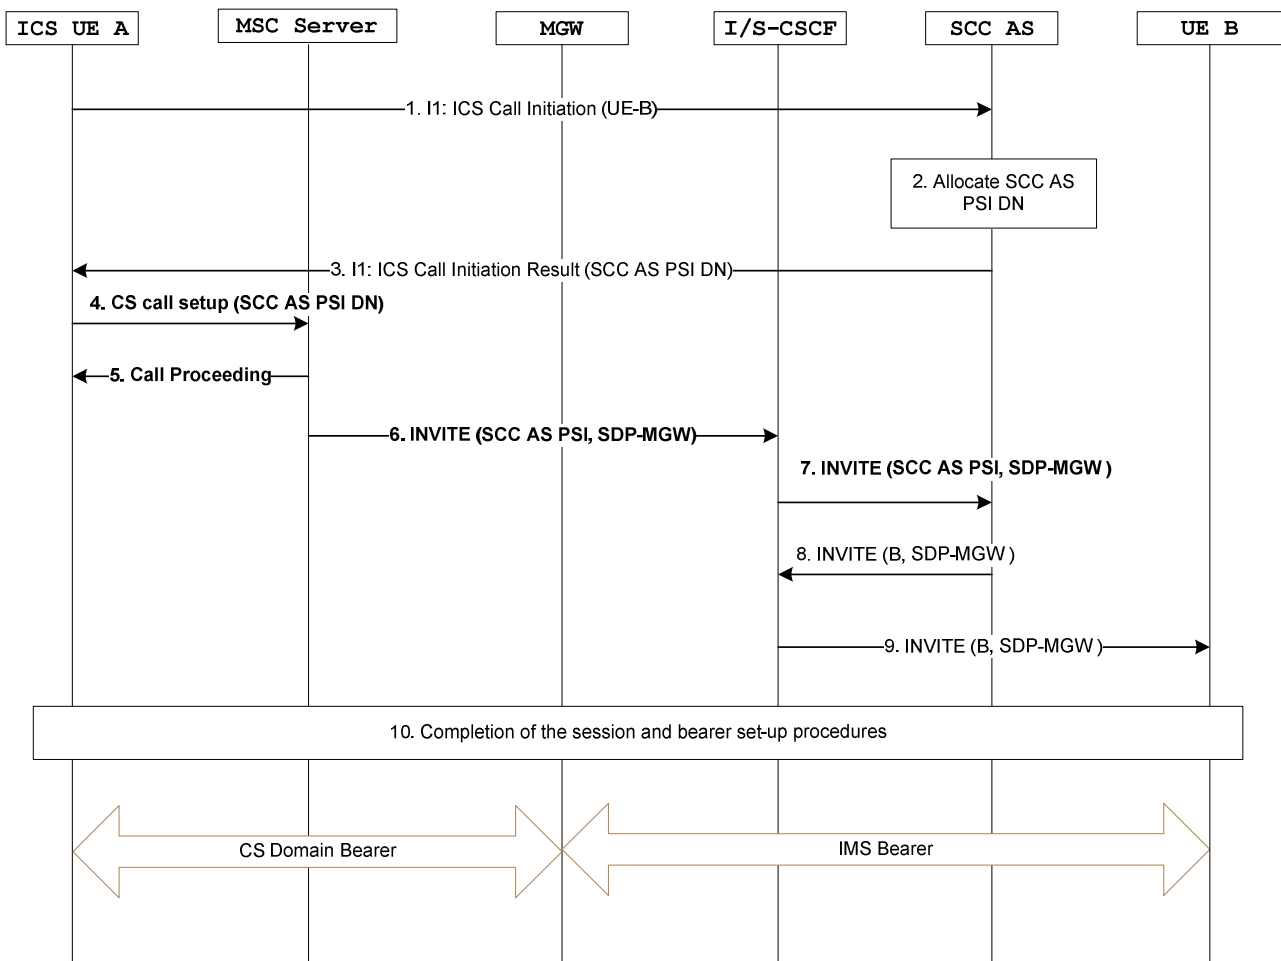 ICS UE A
MSC Server
MGW
I/S-CSCF
SCC AS
UE B
1. I1: ICS Call Initiation (UE-B)
2. Allocate SCC AS
PSI DN
3. I1: ICS Call Initiation Result (SCC AS PSI DN)
4. CS call setup (SCC AS PSI DN)
5. Call Proceeding
6. INVITE (SCC AS PSI, SDP-MGW)
7. INVITE (SCC AS PSI, SDP-MGW )
8. INVITE (B, SDP-MGW )
9. INVITE (B, SDP-MGW )
10. Completion of the session and bearer set-up procedures
CS Domain Bearer
IMS Bearer